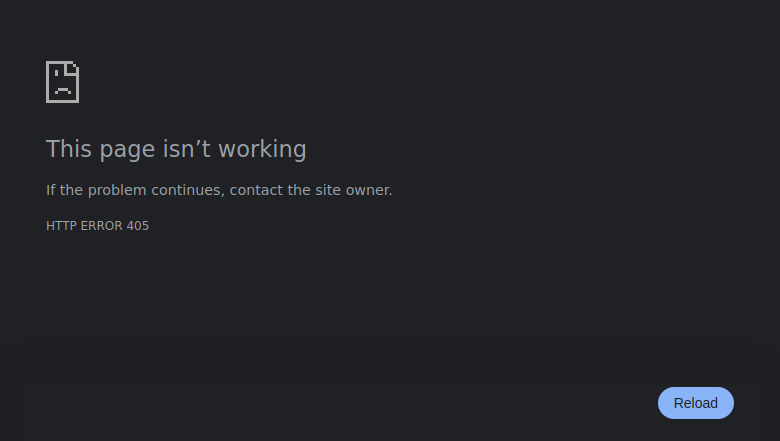 This page isn’t working
If the problem continues, contact the site owner.
HTTP ERROR 405
Reload